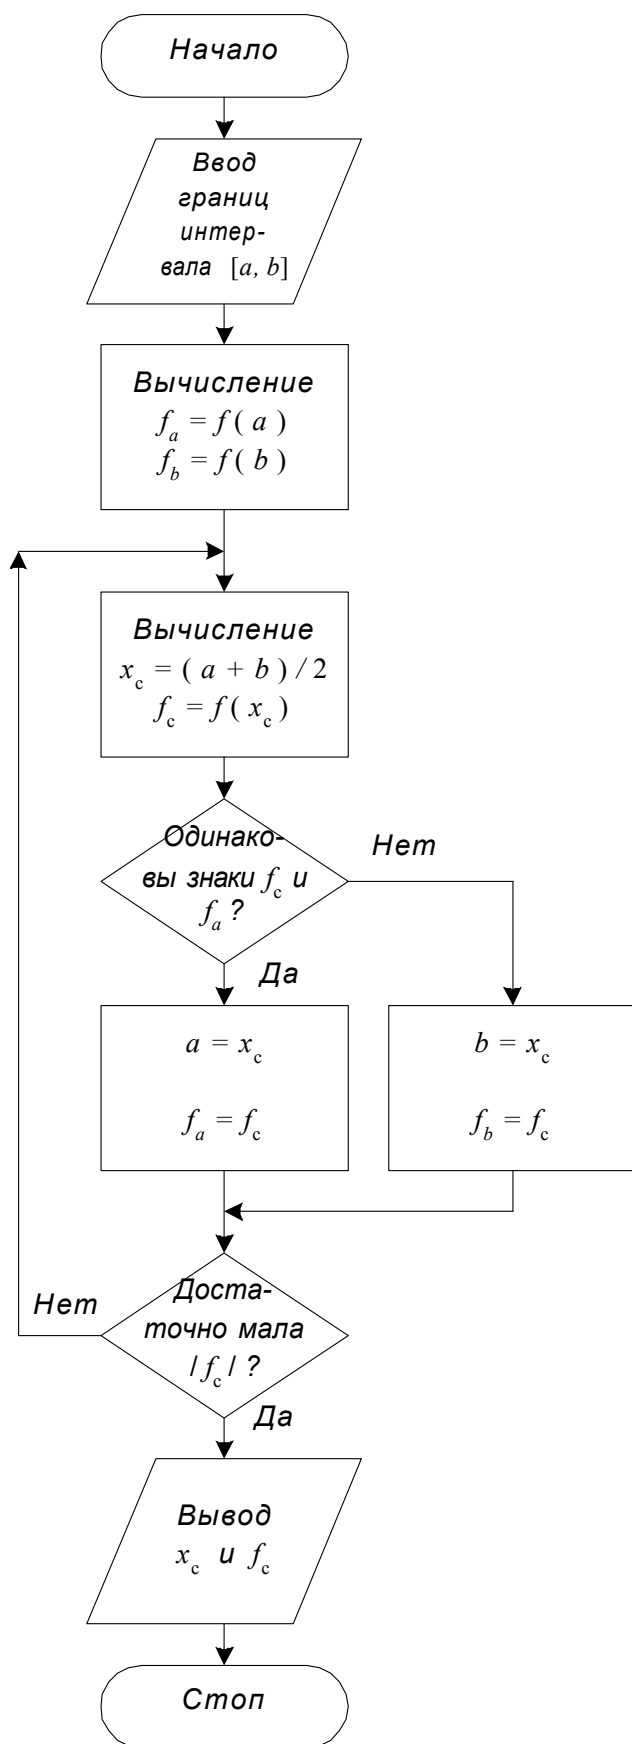 Начало
Ввод
границ
интер-
вала [a, b]
Вычисление
f_a = f ( a )
f_b = f ( b )
Вычисление
x_c = ( a + b ) / 2
f_c = f ( x_c )
Одинако-
вы знаки f_c и
f_a ?
Нет
Да
a = x_c
f_a = f_c
b = x_c
f_b = f_c
Нет
Доста-
точно мала
| f_c | ?
Да
Вывод
x_c и f_c
Стоп